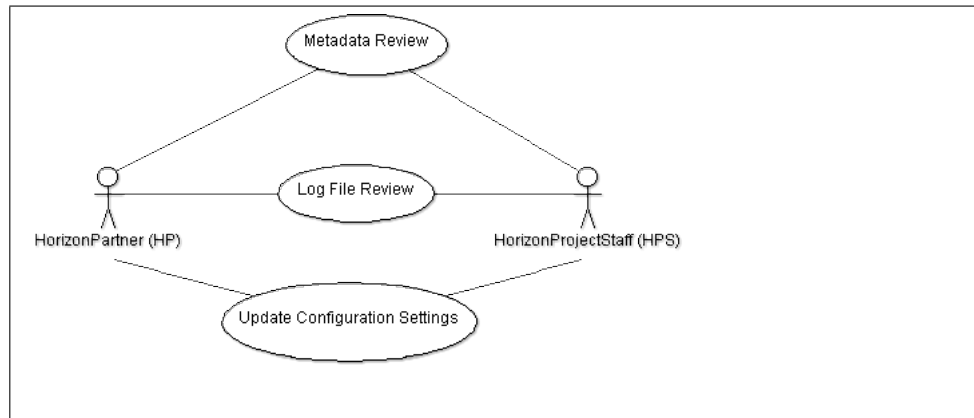 Metadata Review
Log File Review
HorizonPartner (HP)
HorizonProjectStaff (HPS)
Update Configuration Settings